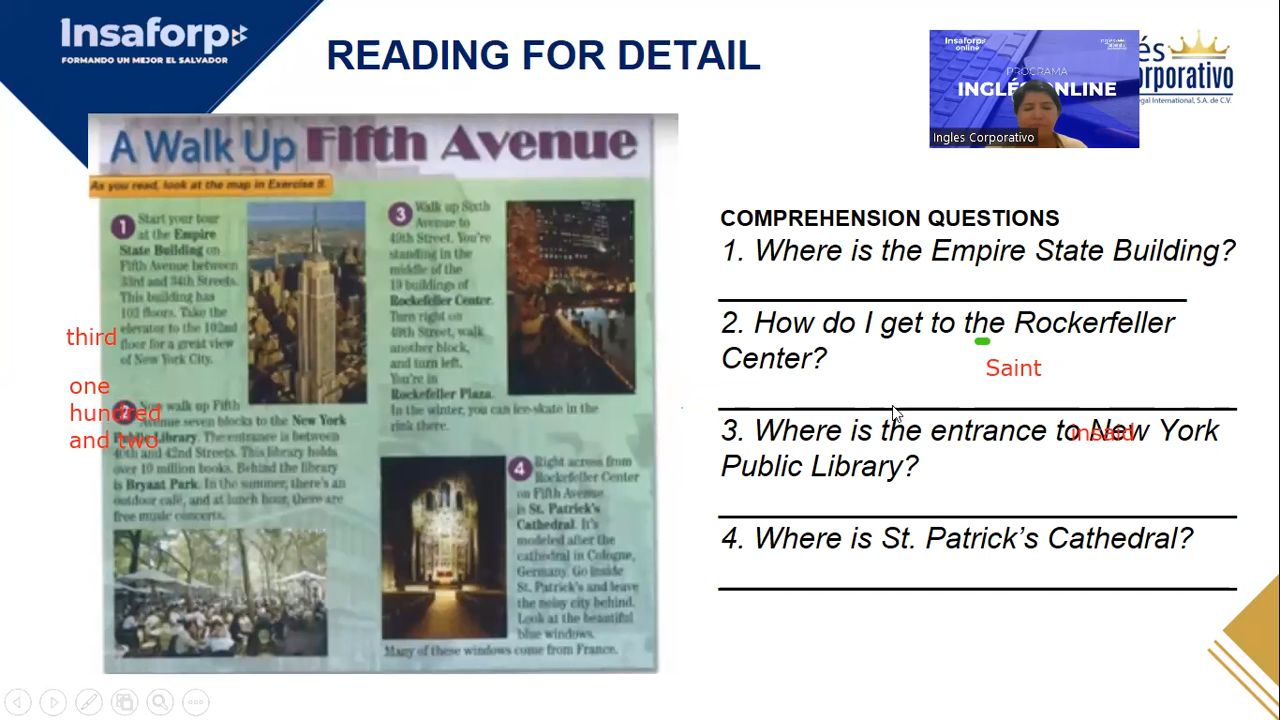 Insaforp
FORMANDO UN MEJOR EL SALVADOR
READING FOR DETAIL
Insaforp
online
PROGRAMA
INGLÉS ONLINE
Ingles Corporativo
és
orporativo
egal International, S.A. de C.V.
A Walk Up Fifth Avenue
As you read, look at the map in Exercise 9.
1 Start your tour
at the Empire
State Building on
Fifth Avenue between
33rd and 34th Streets.
This building has
102 floors. Take the
elevator to the 102nd
floor for a great view
of New York City.
third
one
hundred
and two
2 Now walk up Fifth
Avenue seven blocks to the New York
Public Library. The entrance is between
40th and 42nd Streets. This library holds
over 10 million books. Behind the library
is Bryant Park. In the summer, there's an
outdoor café, and at lunch hour, there are
free music concerts.
3 Walk up Sixth
Avenue to
49th Street. You're
standing in the
middle of the
19 buildings of
Rockefeller Center.
Turn right on
49th Street, walk
another block,
and turn left.
You're in
Rockefeller Plaza.
In the winter, you can ice-skate in the
rink there.
4 Right across from
Rockefeller Center
on Fifth Avenue
is St. Patrick's
Cathedral. It's
modeled after the
cathedral in Cologne,
Germany. Go inside
St. Patrick's and leave
the noisy city behind.
Look at the beautiful
blue windows.
Many of these windows come from France.
COMPREHENSION QUESTIONS
1. Where is the Empire State Building?
2. How do I get to the Rockerfeller
Center?
Saint
3. Where is the entrance to New York
Public Library?
insaid
4. Where is St. Patrick's Cathedral?